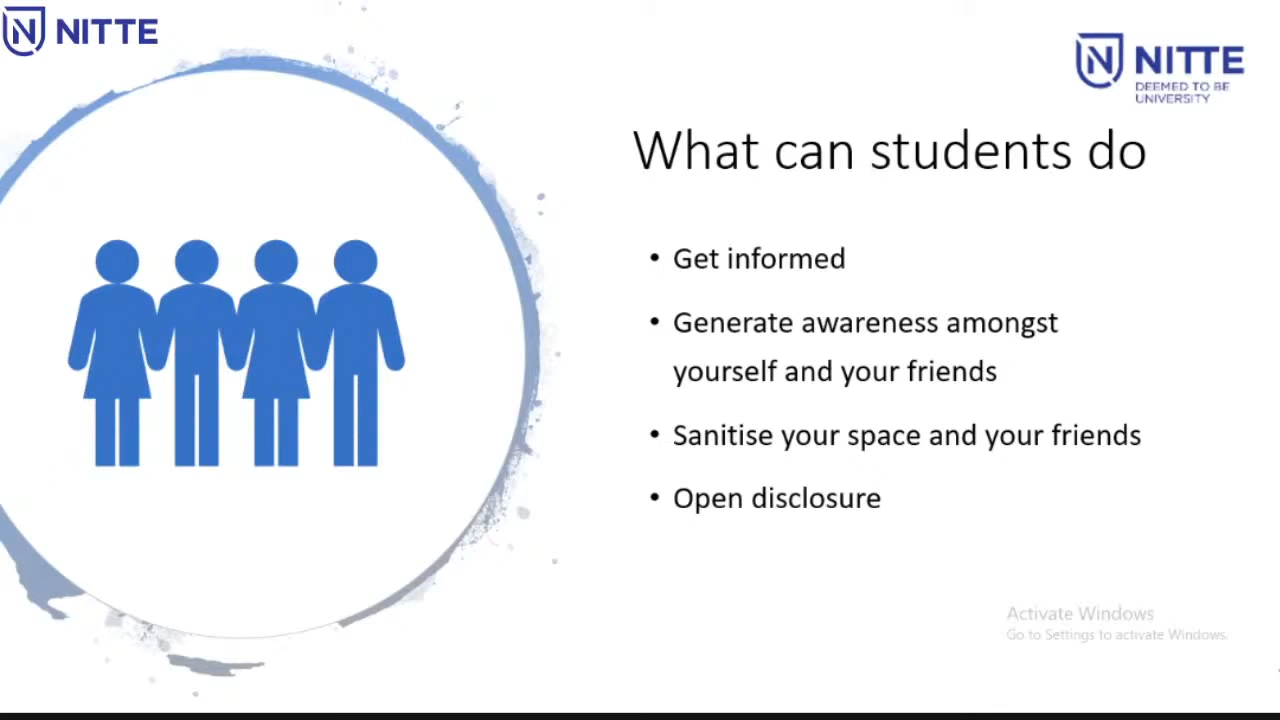 NITTE
NITTE
DEEMED TO BE
UNIVERSITY
What can students do
• Get informed
• Generate awareness amongst
yourself and your friends
• Sanitise your space and your friends
• Open disclosure
Activate Windows
Go to Settings to activate Windows.